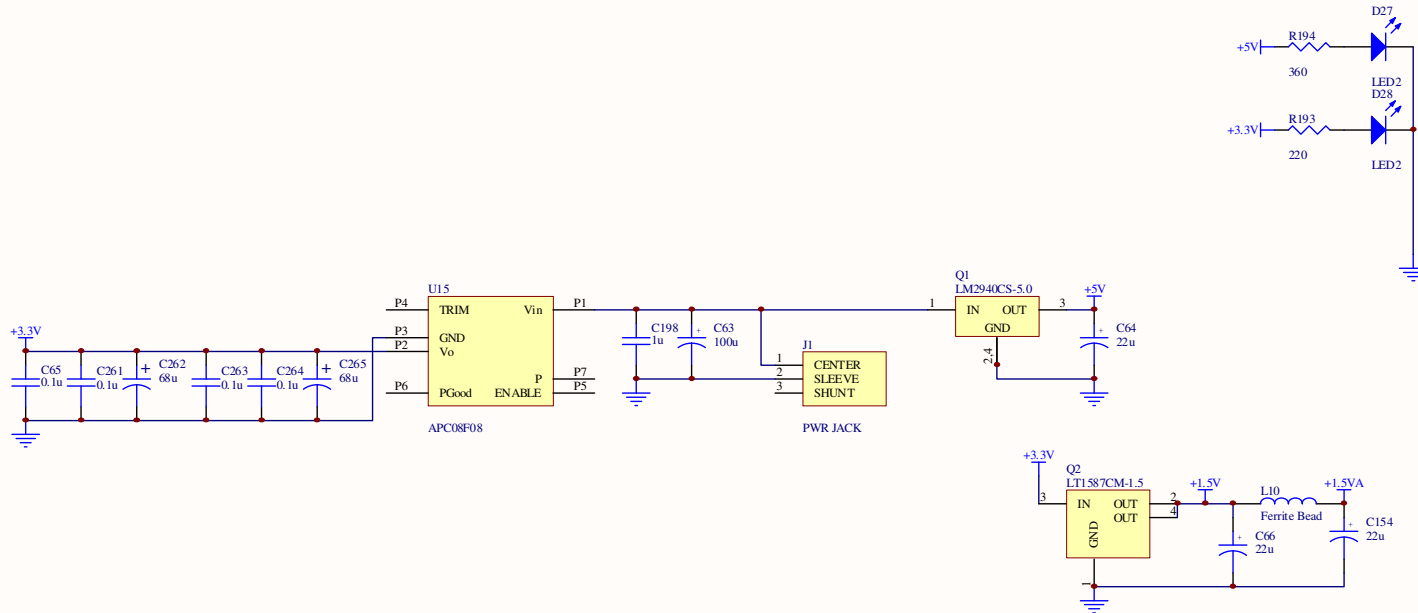 D27
R194
+5V
360
LED2
D28
R193
+3.3V
220
LED2
U15
P4 TRIM Vin P1
P3 GND
P2 Vo
P7 P
P6 PGood ENABLE P5
APC08F08
+3.3V
C65 0.1u
C261 0.1u
C262 68u
C263 0.1u
C264 0.1u
C265 68u
C198 1u
C63 100u
J1
1 CENTER
2 SLEEVE
3 SHUNT
PWR JACK
Q1
LM2940CS-5.0
1 IN OUT 3
GND
2,4
+5V
C64
22u
+3.3V
Q2
LT1587CM-1.5
3 IN OUT 2
OUT 4
GND
1
+1.5V
L10
Ferrite Bead
+1.5VA
C66
22u
C154
22u